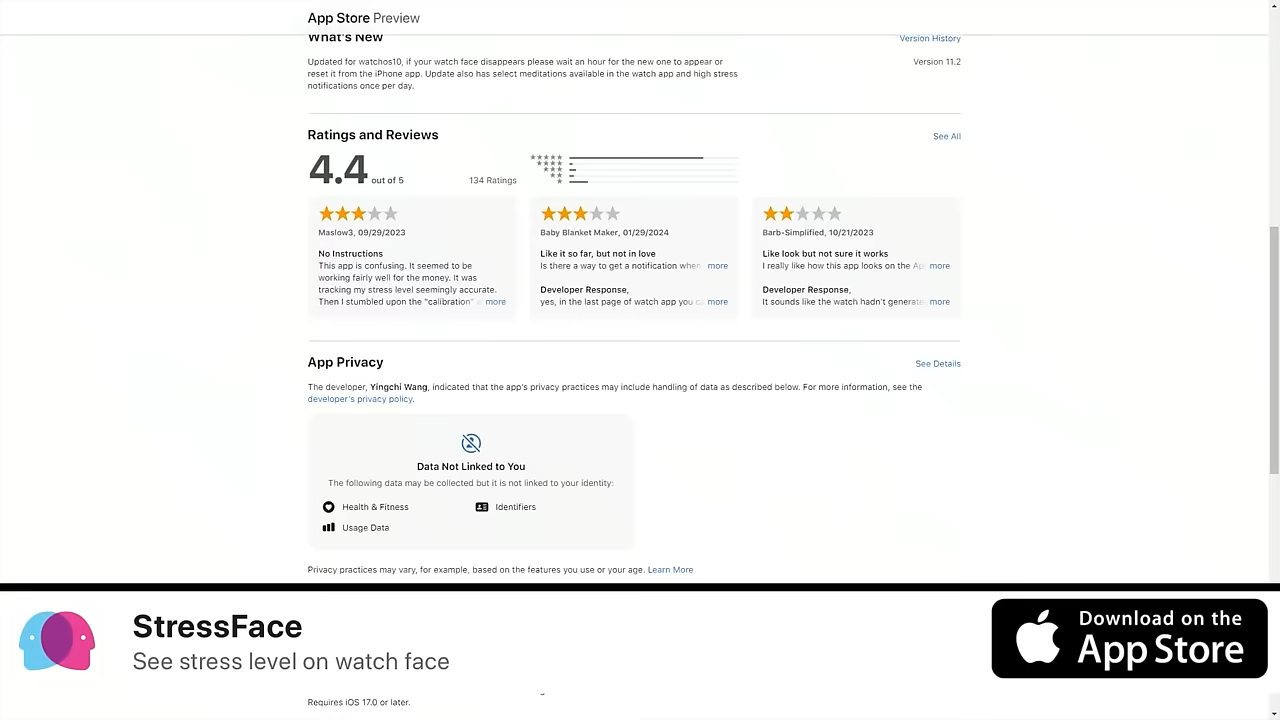 App Store Preview
What's New
Version History
Updated for watchos10, if your watch face disappears please wait an hour for the new one to appear or
reset it from the iPhone app. Update also has select meditations available in the watch app and high stress
notifications once per day.
Version 11.2
Ratings and Reviews
See All
4.4 out of 5
134 Ratings
Maslow3, 09/29/2023
No Instructions
This app is confusing. It seemed to be
working fairly well for the money. It was
tracking my stress level seemingly accurate.
Then I stumbled upon the "calibration" more
Baby Blanket Maker, 01/29/2024
Like it so far, but not in love
Is there a way to get a notification when more
Developer Response,
yes, in the last page of watch app you more
Barb-Simplified, 10/21/2023
Like look but not sure it works
I really like how this app looks on the more
Developer Response,
It sounds like the watch hadn't more
App Privacy
See Details
The developer, Yingchi Wang, indicated that the app's privacy practices may include handling of data as described below. For more information, see the
developer's privacy policy.
Data Not Linked to You
The following data may be collected but it is not linked to your identity:
Health & Fitness
Identifiers
Usage Data
Privacy practices may vary, for example, based on the features you use or your age. Learn More
StressFace
See stress level on watch face
Download on the
App Store
Requires iOS 17.0 or later.